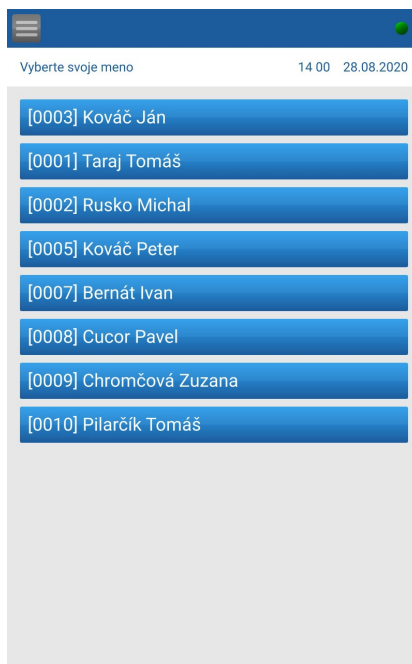 Vyberte svoje meno 14 00 28.08.2020
[0003] Kováč Ján
[0001] Taraj Tomáš
[0002] Rusko Michal
[0005] Kováč Peter
[0007] Bernát Ivan
[0008] Cucor Pavel
[0009] Chromčová Zuzana
[0010] Pilarčík Tomáš